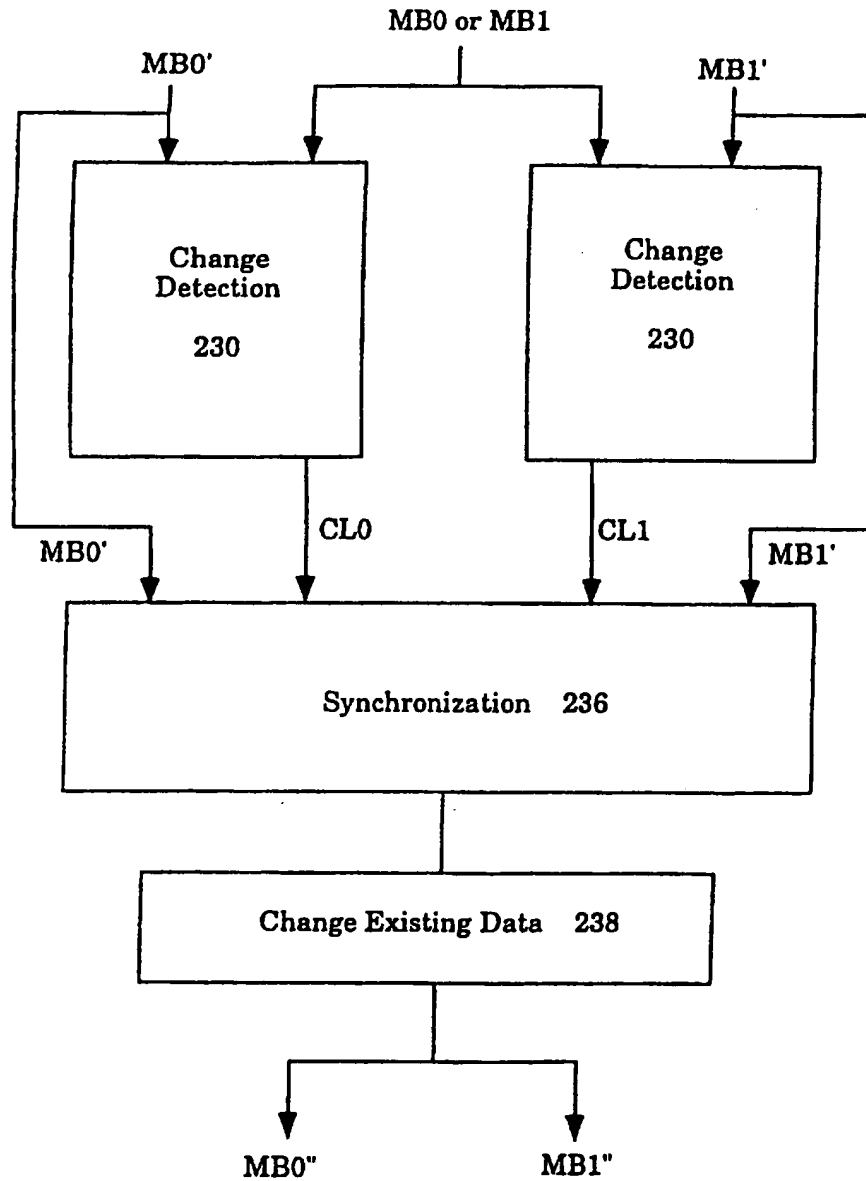 MB0 or MB1
MB0'
MB1'
Change
Detection
230
Change
Detection
230
CL0
CL1
MB0'
MB1'
Synchronization 236
Change Existing Data 238
MB0"
MB1"